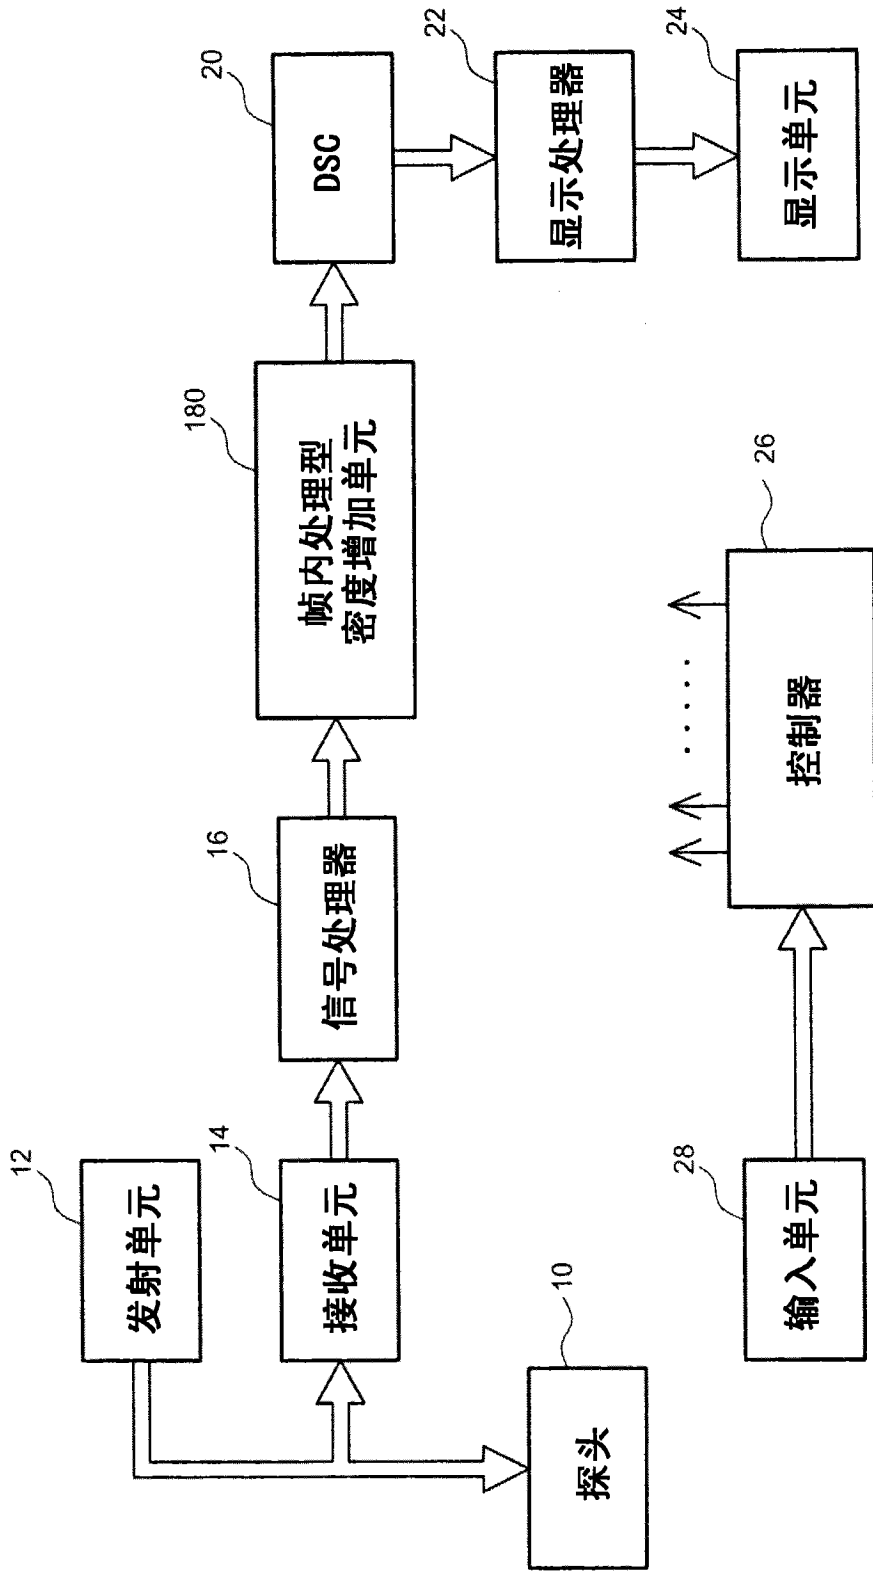 12
发射单元
14
接收单元
10
探头
16
信号处理器
180
帧内处理型
密度增加单元
20
DSC
22
显示处理器
24
显示单元
28
输入单元
26
控制器